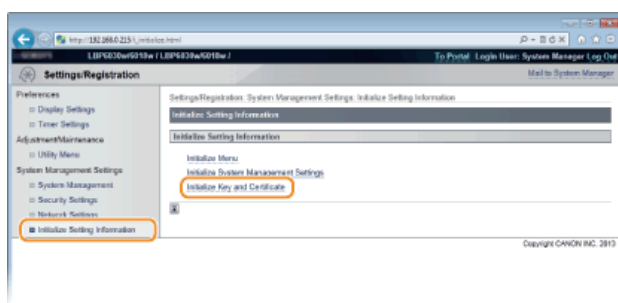 http://192.168.0.215/_initialize.html
LBP6030w/6018w / LBP6030w/6018w /
To Portal Login User: System Manager Log Out
Settings/Registration
Mail to System Manager
Preferences
Display Settings
Timer Settings
Adjustment/Maintenance
Utility Menu
System Management Settings
System Management
Security Settings
Network Settings
Initialize Setting Information
Settings/Registration: System Management Settings: Initialize Setting Information
Initialize Setting Information
Initialize Setting Information
Initialize Menu
Initialize System Management Settings
Initialize Key and Certificate
Copyright CANON INC. 2013